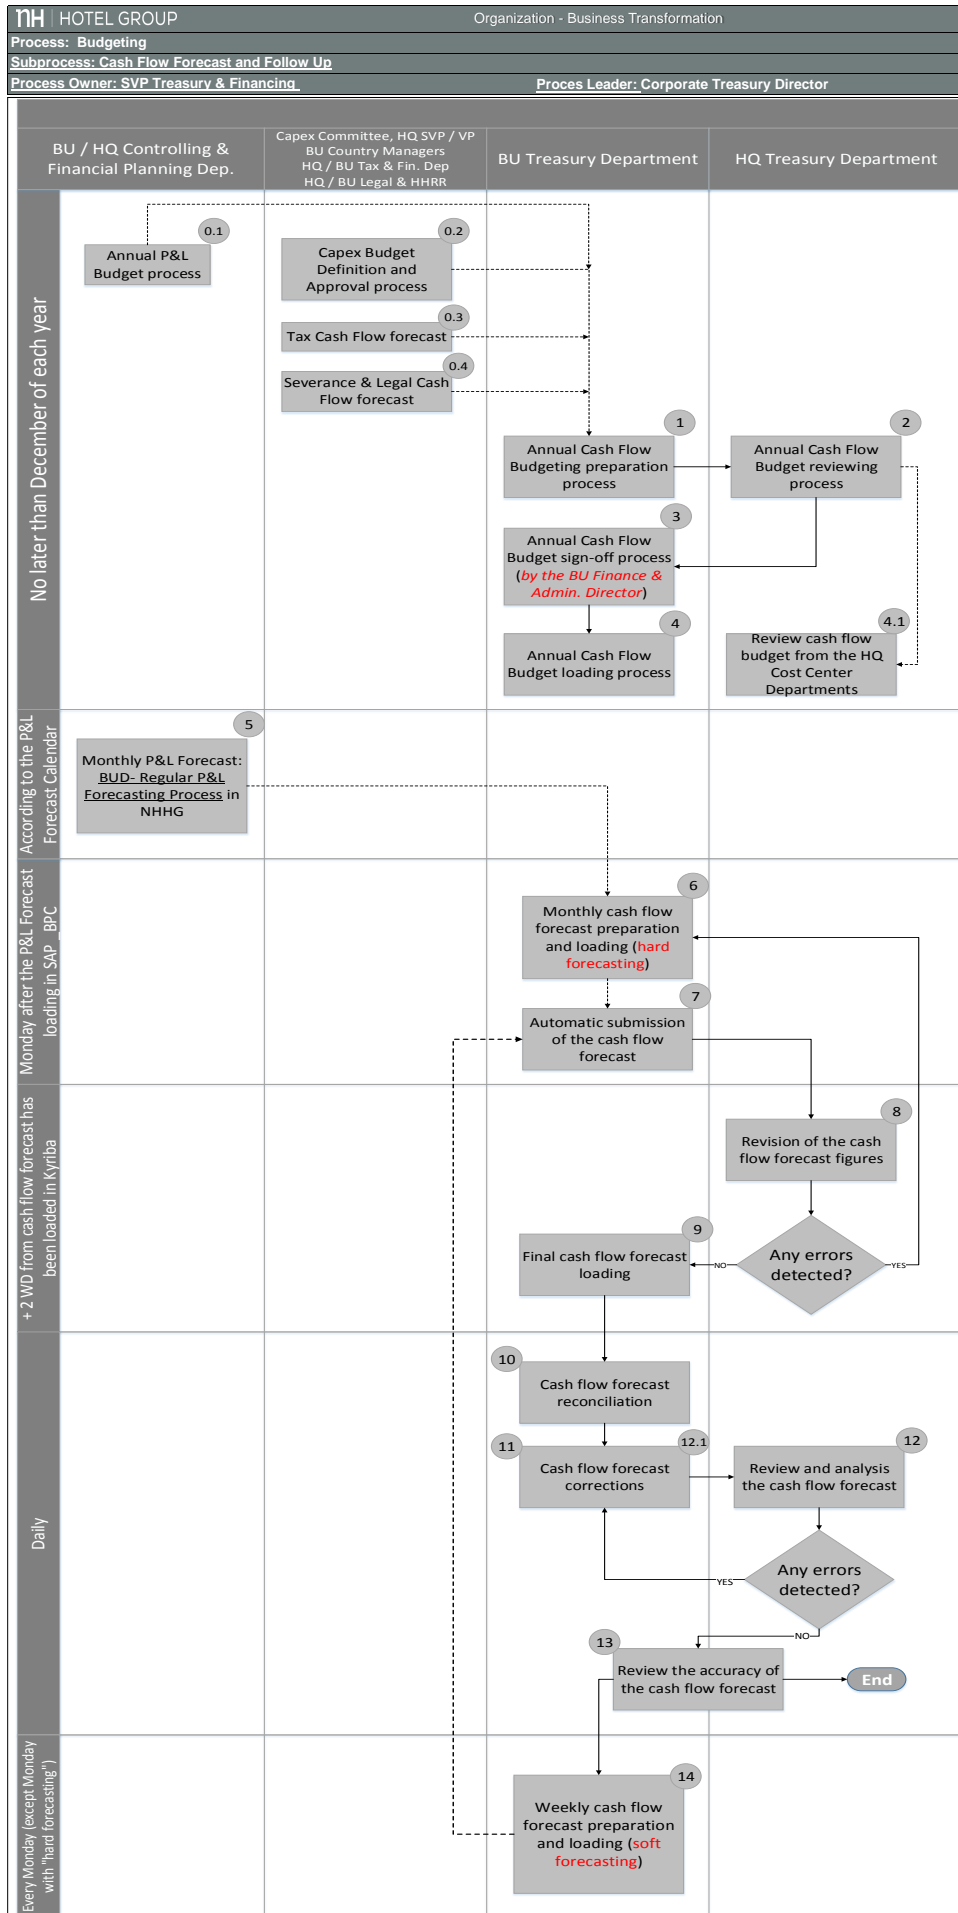 nH | HOTEL GROUP
Organization - Business Transformation
Process: Budgeting
Subprocess: Cash Flow Forecast and Follow Up
Process Owner: SVP Treasury & Financing
Proces Leader: Corporate Treasury Director
BU / HQ Controlling &
Financial Planning Dep.
Capex Committee, HQ SVP / VP
BU Country Managers
HQ / BU Tax & Fin. Dep
HQ / BU Legal & HHRR
BU Treasury Department
HQ Treasury Department
No later than December of each year
0.1
Annual P&L
Budget process
0.2
Capex Budget
Definition and
Approval process
0.3
Tax Cash Flow forecast
0.4
Severance & Legal Cash
Flow forecast
1
Annual Cash Flow
Budgeting preparation
process
2
Annual Cash Flow
Budget reviewing
process
3
Annual Cash Flow
Budget sign-off process
(by the BU Finance &
Admin. Director)
4
Annual Cash Flow
Budget loading process
4.1
Review cash flow
budget from the HQ
Cost Center
Departments
According to the P&L
Forecast Calendar
5
Monthly P&L Forecast:
BUD- Regular P&L
Forecasting Process in
NHHG
Monday after the P&L Forecast
loading in SAP _BPC
6
Monthly cash flow
forecast preparation
and loading (hard
forecasting)
7
Automatic submission
of the cash flow
forecast
+ 2 WD from cash flow forecast has
been loaded in Kyriba
8
Revision of the cash
flow forecast figures
Any errors
detected?
NO
YES
9
Final cash flow forecast
loading
Daily
10
Cash flow forecast
reconciliation
11
12.1
Cash flow forecast
corrections
12
Review and analysis
the cash flow forecast
Any errors
detected?
YES
NO
13
Review the accuracy of
the cash flow forecast
End
Every Monday (except Monday
with "hard forecasting")
14
Weekly cash flow
forecast preparation
and loading (soft
forecasting)